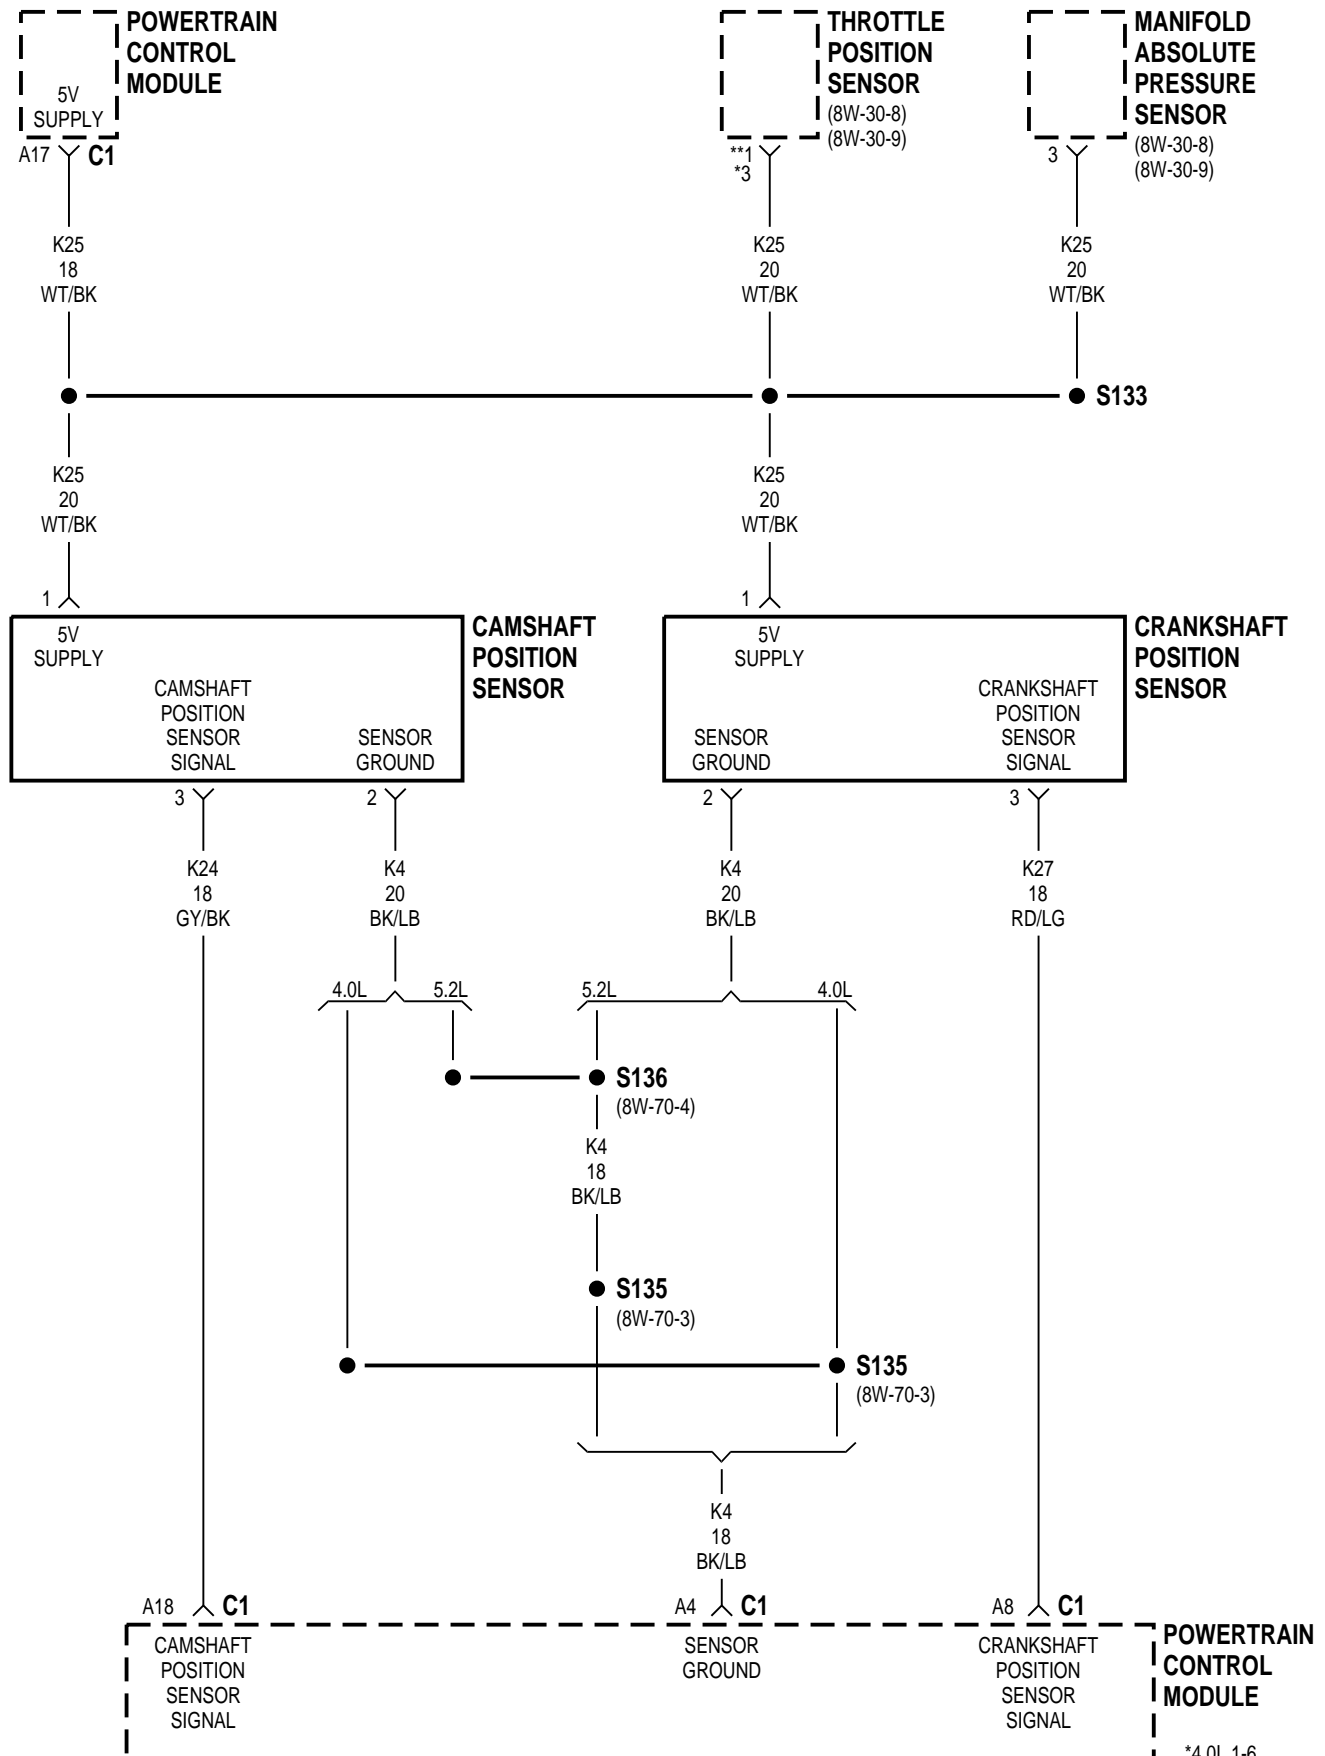 POWERTRAIN
CONTROL
MODULE
5V
SUPPLY
A17
C1
THROTTLE
POSITION
SENSOR
(8W-30-8)
(8W-30-9)
**1
*3
MANIFOLD
ABSOLUTE
PRESSURE
SENSOR
(8W-30-8)
(8W-30-9)
3
K25
18
WT/BK
K25
20
WT/BK
K25
20
WT/BK
S133
K25
20
WT/BK
K25
20
WT/BK
1
5V
SUPPLY
CAMSHAFT
POSITION
SENSOR
SIGNAL
SENSOR
GROUND
CAMSHAFT
POSITION
SENSOR
1
5V
SUPPLY
SENSOR
GROUND
CRANKSHAFT
POSITION
SENSOR
SIGNAL
CRANKSHAFT
POSITION
SENSOR
3
2
2
3
K24
18
GY/BK
K4
20
BK/LB
K4
20
BK/LB
K27
18
RD/LG
4.0L
5.2L
5.2L
4.0L
S136
(8W-70-4)
K4
18
BK/LB
S135
(8W-70-3)
S135
(8W-70-3)
K4
18
BK/LB
A18
C1
A4
C1
A8
C1
CAMSHAFT
POSITION
SENSOR
SIGNAL
SENSOR
GROUND
CRANKSHAFT
POSITION
SENSOR
SIGNAL
POWERTRAIN
CONTROL
MODULE
*4.0L 1-6